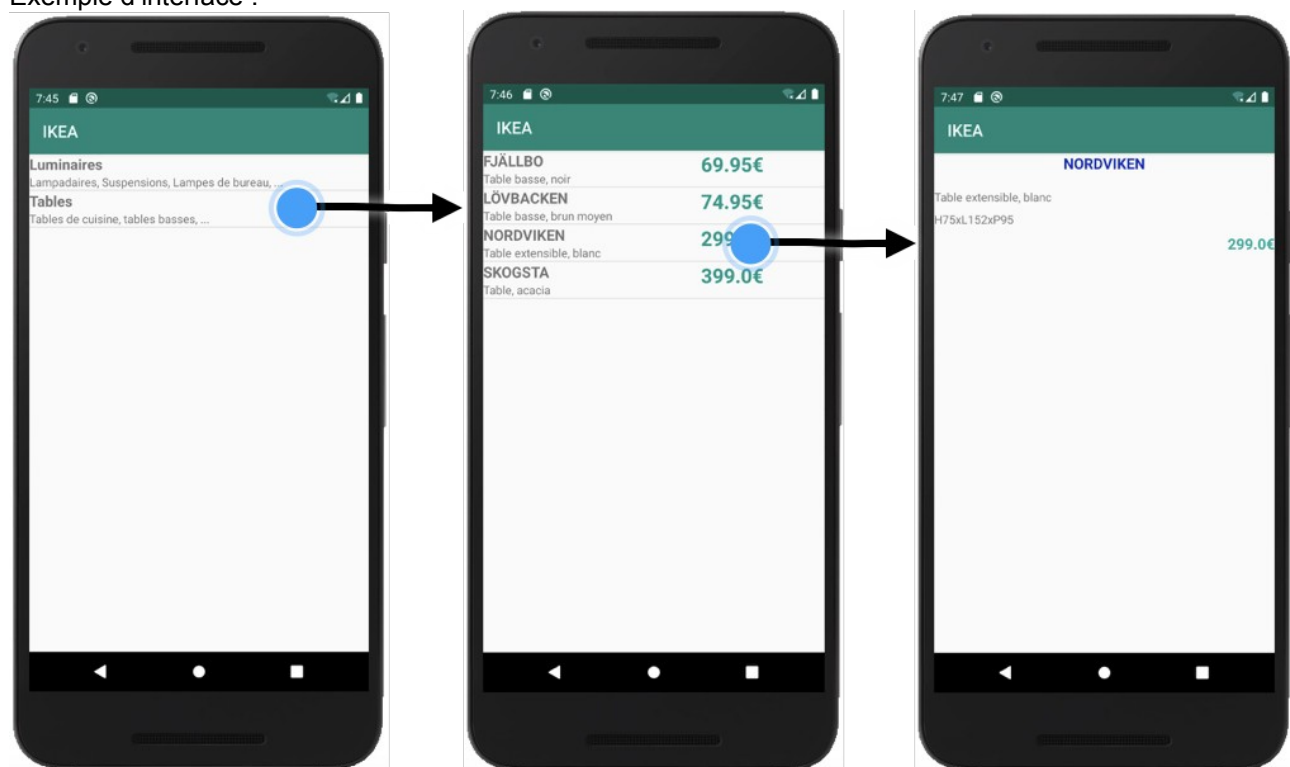 Exemple d'interface :
7:45
IKEA
Luminaires
Lampadaires, Suspensions, Lampes de bureau, ...
Tables
Tables de cuisine, tables basses, ...
7:46
IKEA
FJÄLLBO
69.95€
Table basse, noir
LÖVBACKEN
74.95€
Table basse, brun moyen
NORDVIKEN
299
Table extensible, blanc
SKOGSTA
399.0€
Table, acacia
7:47
IKEA
NORDVIKEN
Table extensible, blanc
H75xL152xP95
299.0€